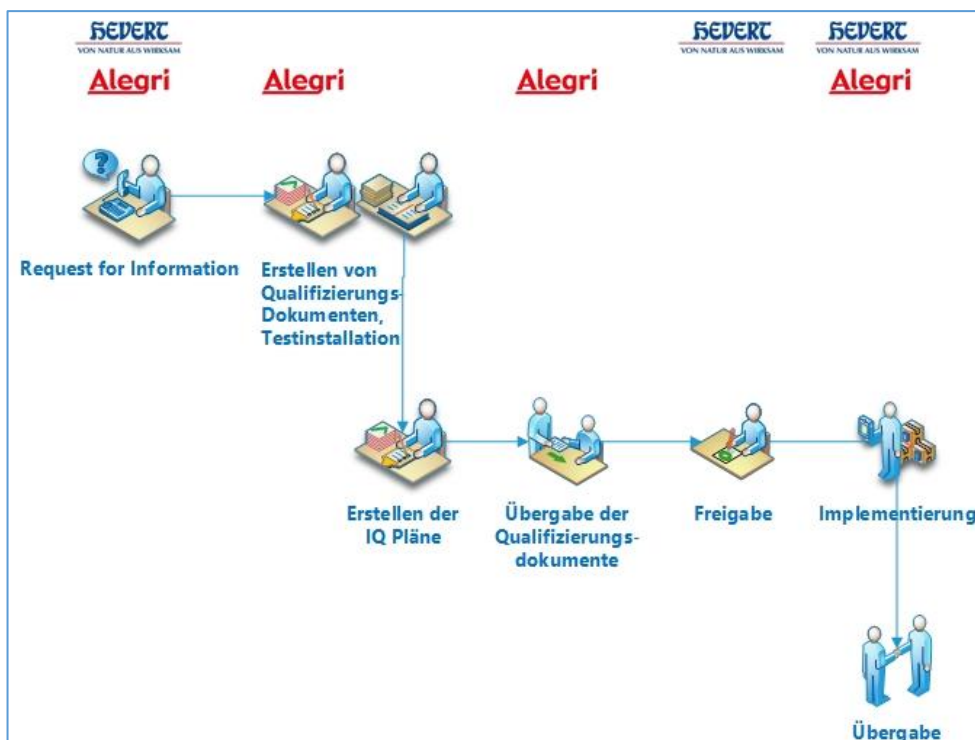 HEVERT
VON NATUR AUS WIRKSAM
Alegri
Alegri
Alegri
HEVERT
VON NATUR AUS WIRKSAM
HEVERT
VON NATUR AUS WIRKSAM
Alegri
?
Request for Information
Erstellen von
Qualifizierungs-
Dokumenten,
Testinstallation
Erstellen der
IQ Pläne
Übergabe der
Qualifizierungs-
dokumente
Freigabe
Implementierung
Übergabe